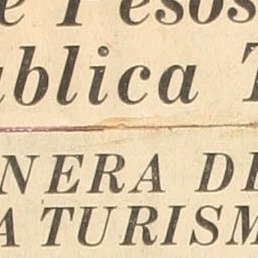 e Pesos
ública T
NERA DE
A TURISM